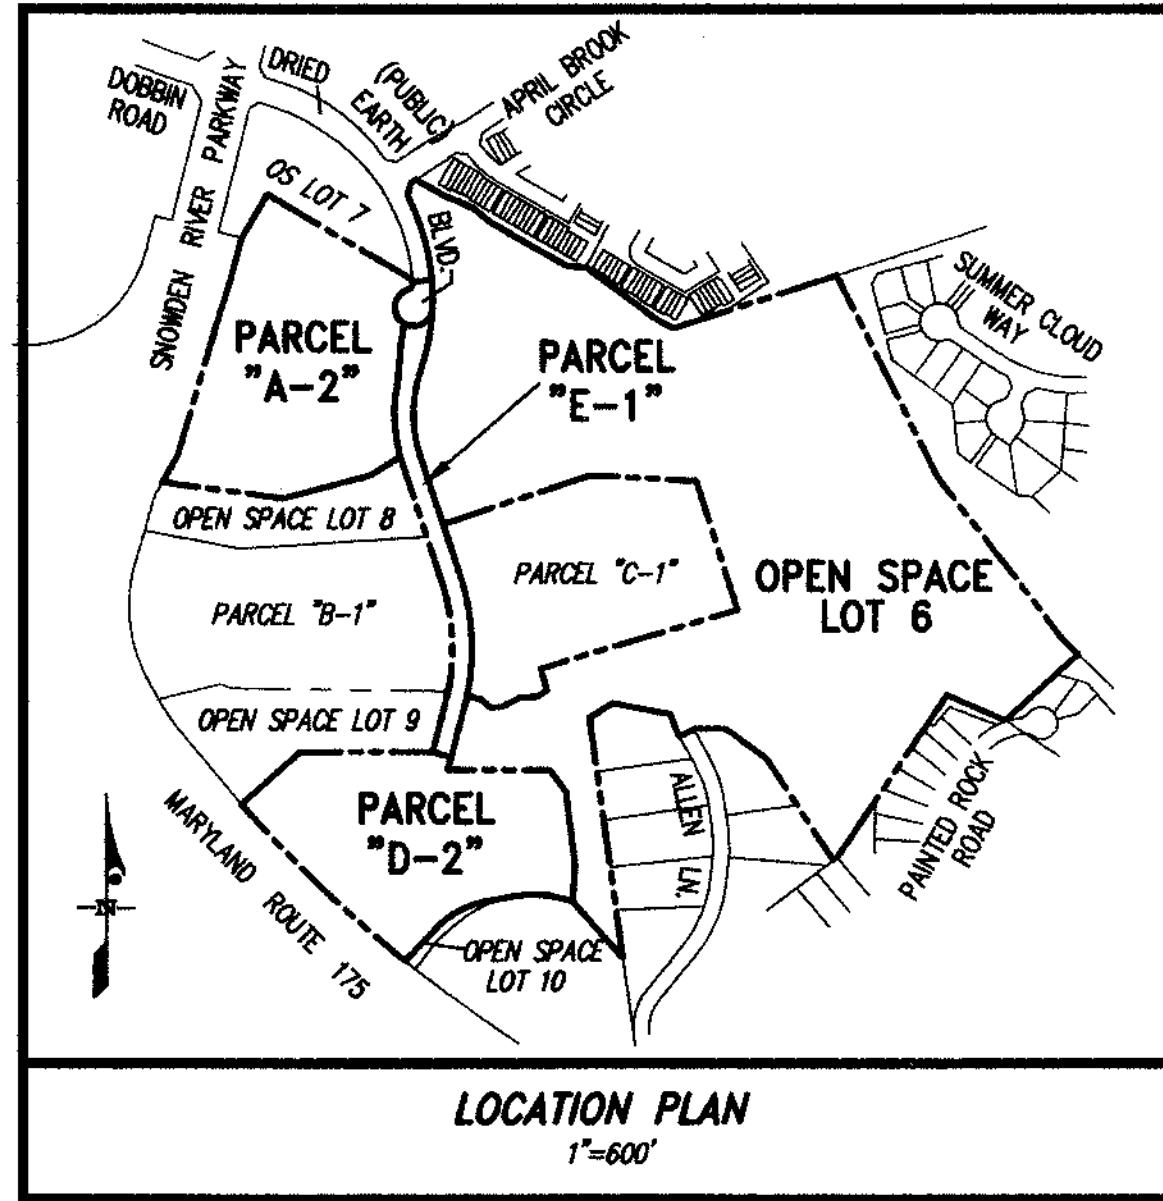 DRIED
(PUBLIC)
EARTH
BLVD.
APRIL BROOK
CIRCLE
DOBBIN
ROAD
SNOWDEN RIVER PARKWAY
OS LOT 7
SUMMER CLOUD
WAY
PARCEL
"A-2"
PARCEL
"E-1"
OPEN SPACE LOT 8
PARCEL "C-1"
OPEN SPACE
LOT 6
PARCEL "B-1"
OPEN SPACE LOT 9
PARCEL
"D-2"
ALLEN LN.
PAINTED ROCK
ROAD
MARYLAND ROUTE 175
N
OPEN SPACE
LOT 10
LOCATION PLAN
1"=600'